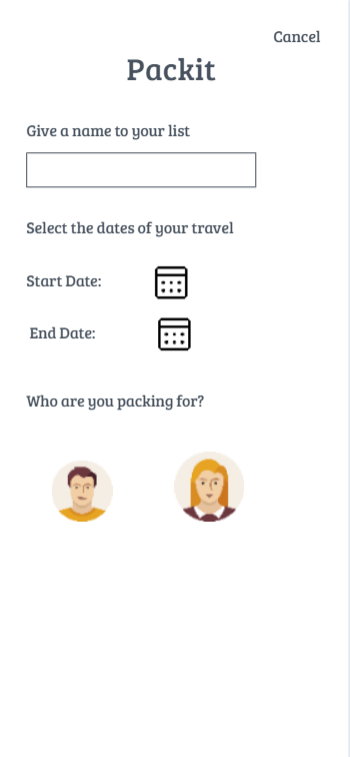 Cancel
Packit
Give a name to your list
Select the dates of your travel
Start Date:
End Date:
Who are you packing for?